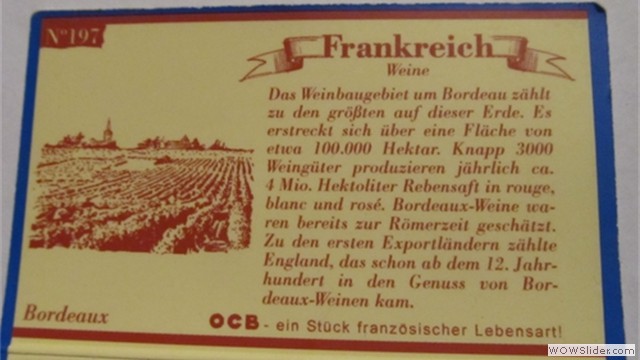 N°197
Frankreich
Weine
Das Weinbaugebiet um Bordeau zählt
zu den größten auf dieser Erde. Es
erstreckt sich über eine Fläche von
etwa 100.000 Hektar. Knapp 3000
Weingüter produzieren jährlich ca.
4 Mio. Hektoliter Rebensaft in rouge,
blanc und rosé. Bordeaux-Weine wa-
ren bereits zur Römerzeit geschätzt.
Zu den ersten Exportländern zählte
England, das schon ab dem 12. Jahr-
hundert in den Genuss von Bor-
deaux-Weinen kam.
Bordeaux
OCB - ein Stück französischer Lebensart!
WOWSlider.com